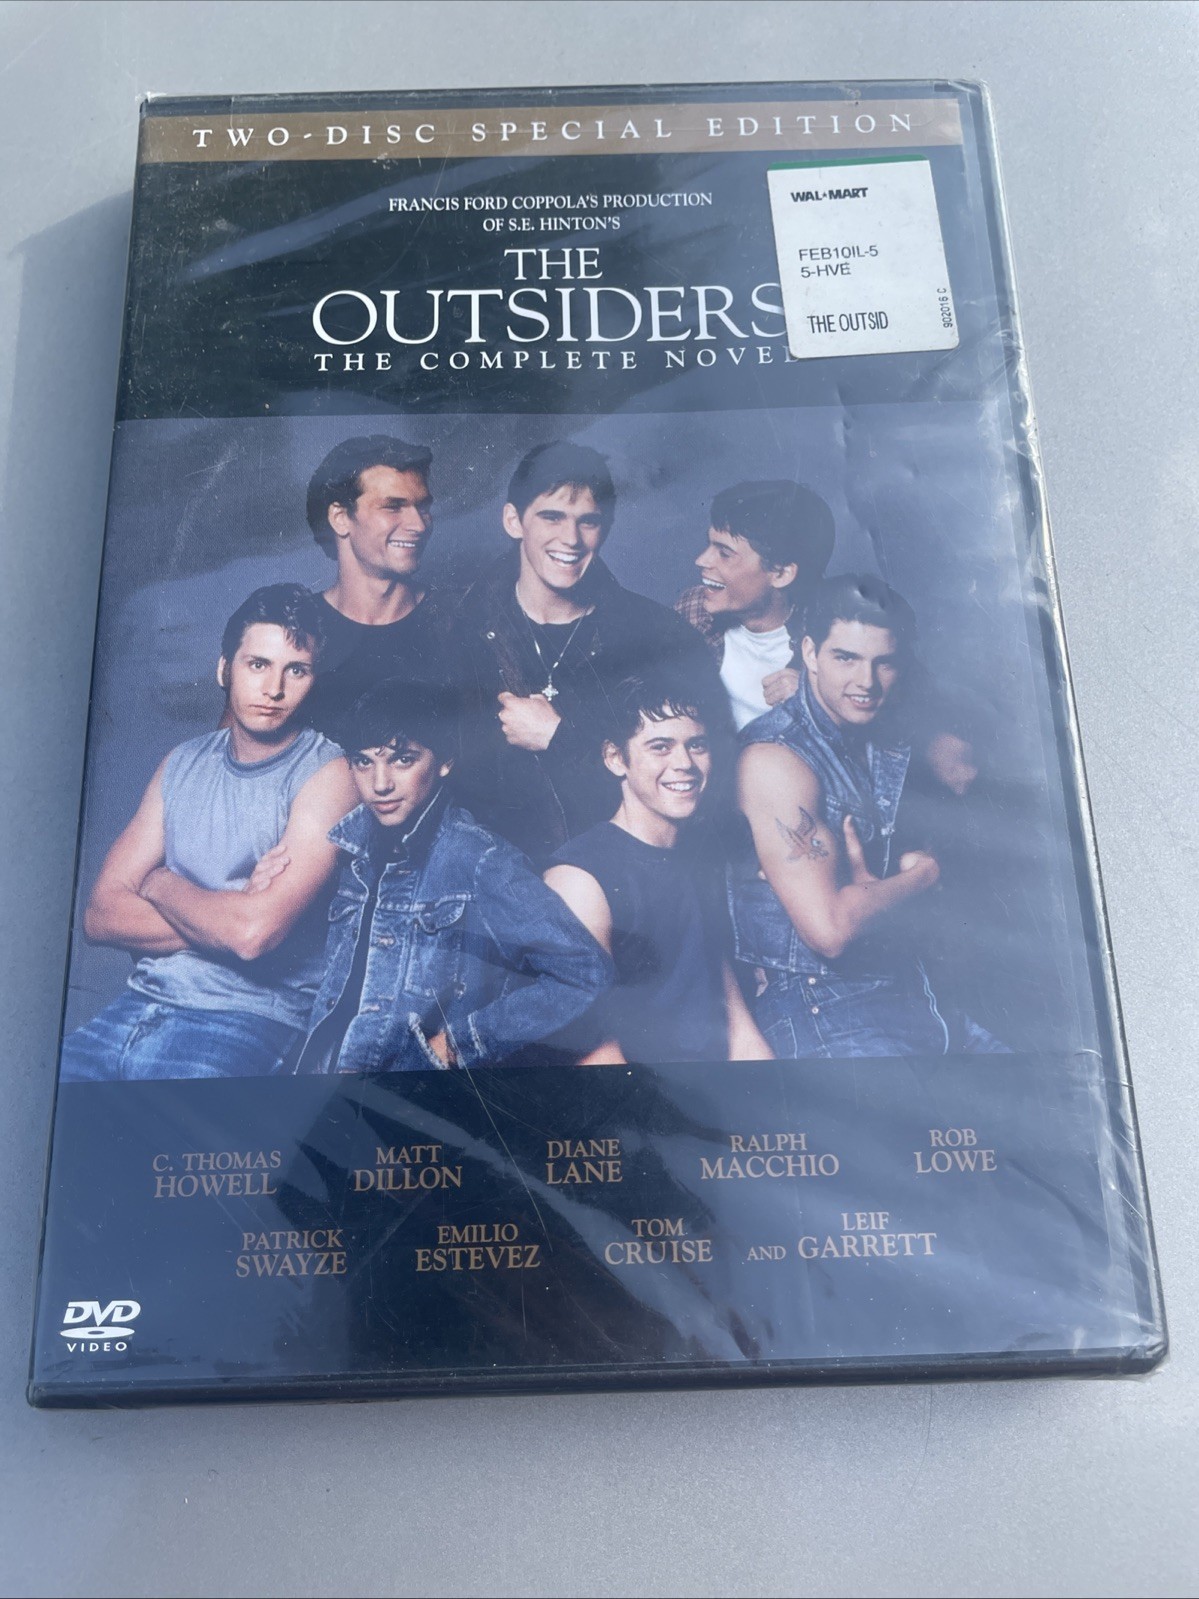 TWO-DISC SPECIAL EDITION
FRANCIS FORD COPPOLA'S PRODUCTION
OF S.E. HINTON'S
THE
OUTSIDERS
THE COMPLETE NOVEL
WAL★MART
FEB10IL-5
5-HVE
THE OUTSID
902016 C
C. THOMAS
HOWELL
MATT
DILLON
DIANE
LANE
RALPH
MACCHIO
ROB
LOWE
PATRICK
SWAYZE
EMILIO
ESTEVEZ
TOM
CRUISE
AND LEIF
GARRETT
DVD
VIDEO